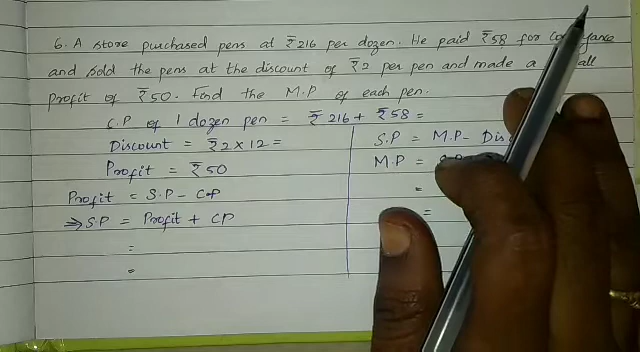 6. A store purchased pens at ₹216 per dozen. He paid ₹58 for
and sold the pens at the discount of ₹2 per pen and made a
profit of ₹50. Find the M.P of each pen.
C.P of 1 dozen pen = ₹216 + ₹58 =
Discount = ₹2 x 12 =
Profit = ₹50
Profit = S.P - C.P
⇒ S.P = Profit + CP
=
=
S.P = M.P - Dis
M.P =
=
=